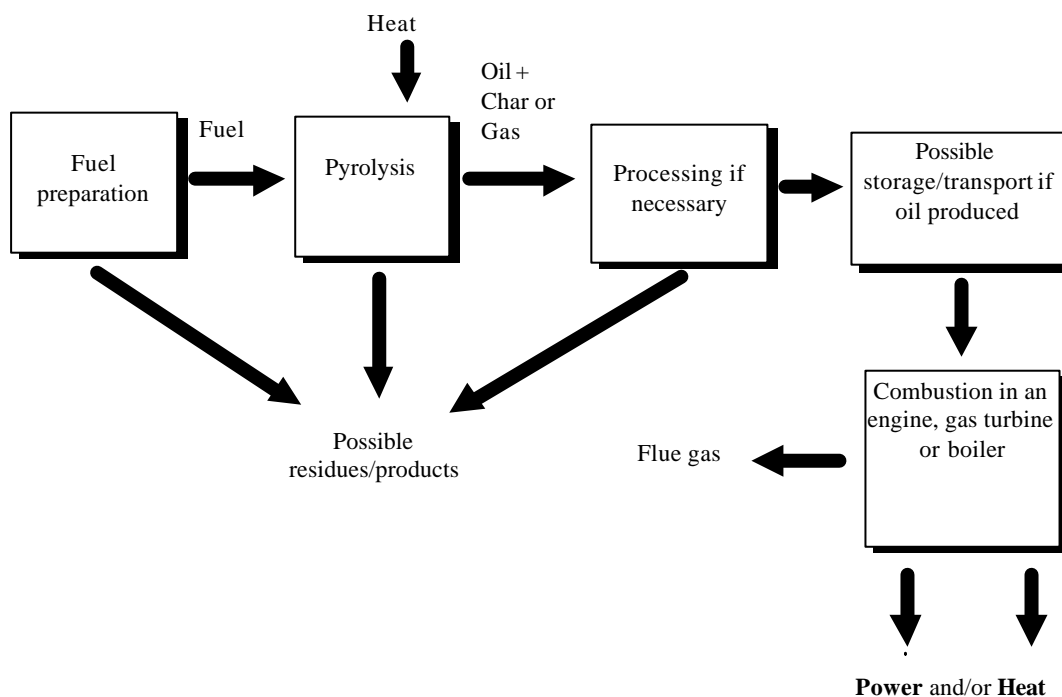 Heat
Oil +
Char or
Gas
Fuel
Fuel
preparation
Pyrolysis
Processing if
necessary
Possible
storage/transport if
oil produced
Combustion in an
engine, gas turbine
or boiler
Flue gas
Possible
residues/products
Power and/or Heat